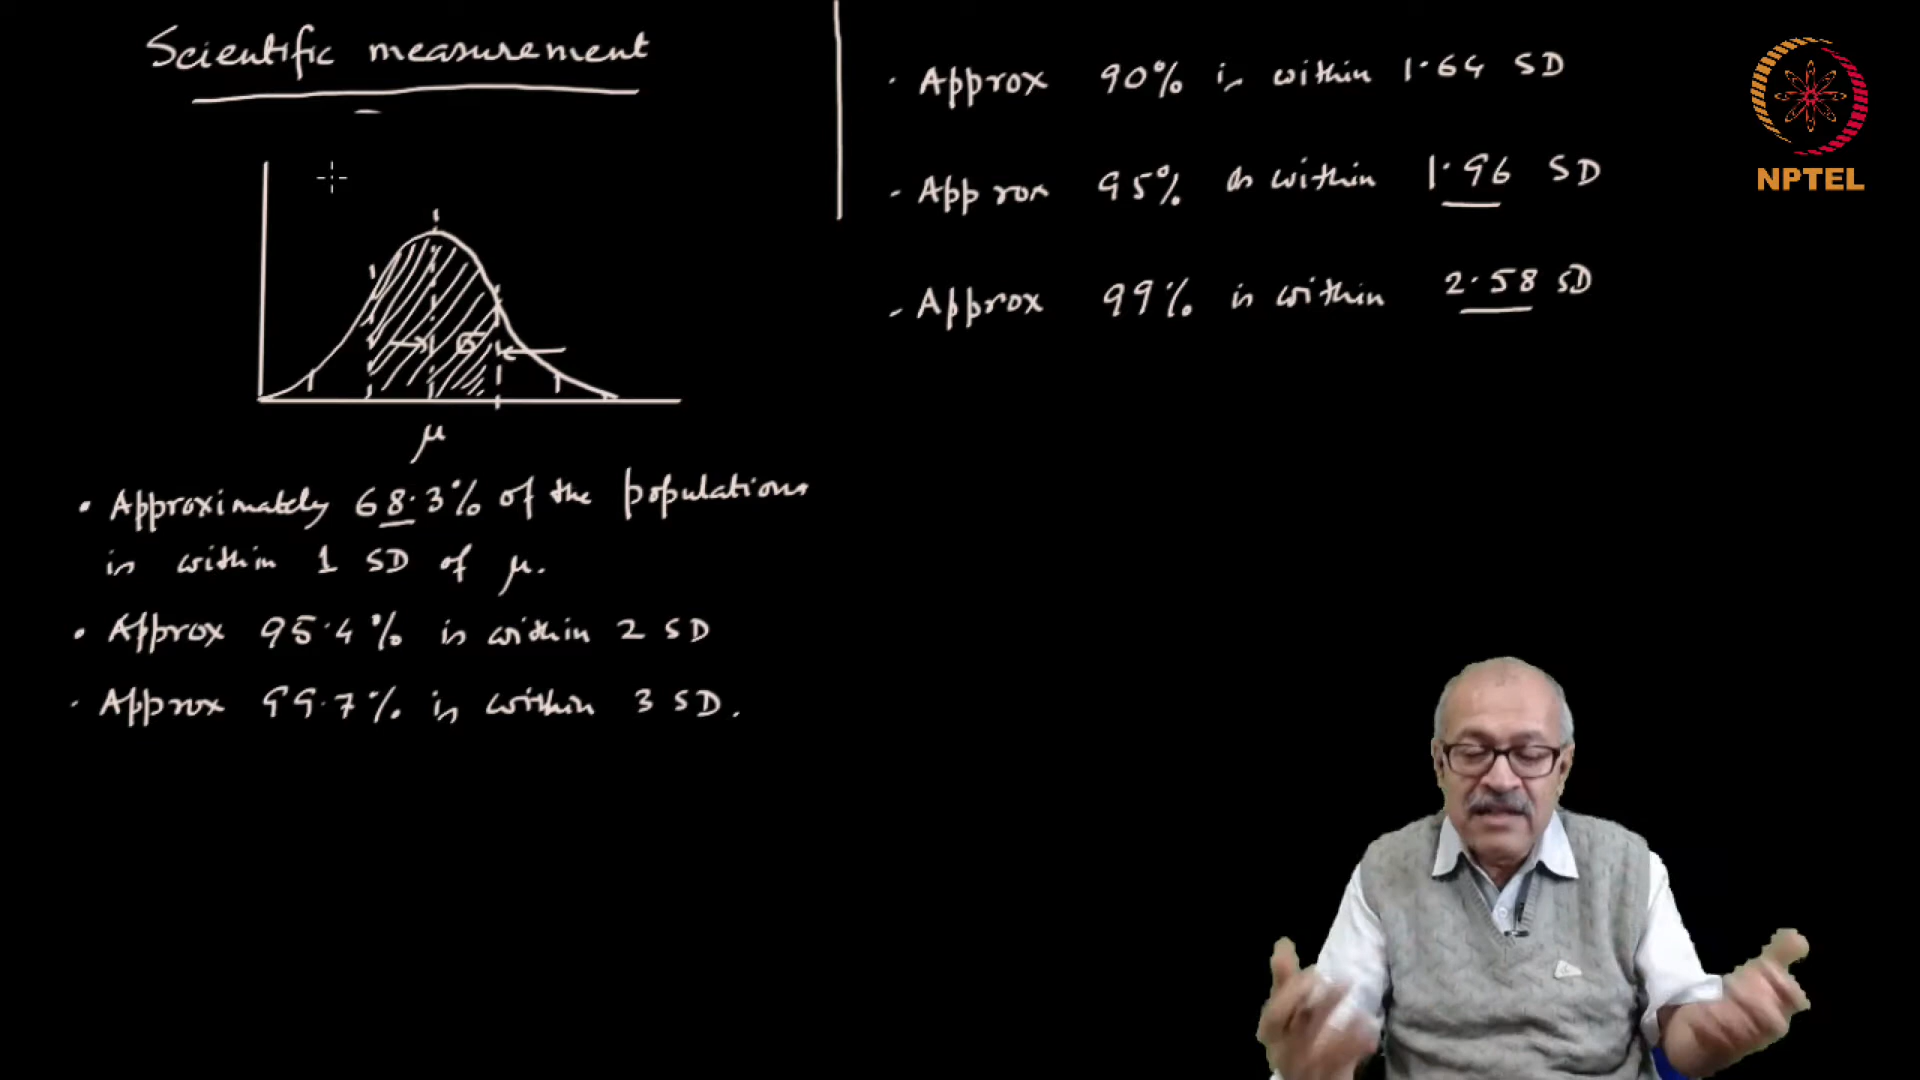 Scientific measurement
σ
μ
• Approximately 68.3% of the populations
is within 1 SD of μ.
• Approx 95.4% is within 2 SD
· Approx 99.7% is within 3 SD.
· Approx 90% is within 1.64 SD
- Approx 95% is within 1.96 SD
- Approx 99% is within 2.58 SD
NPTEL